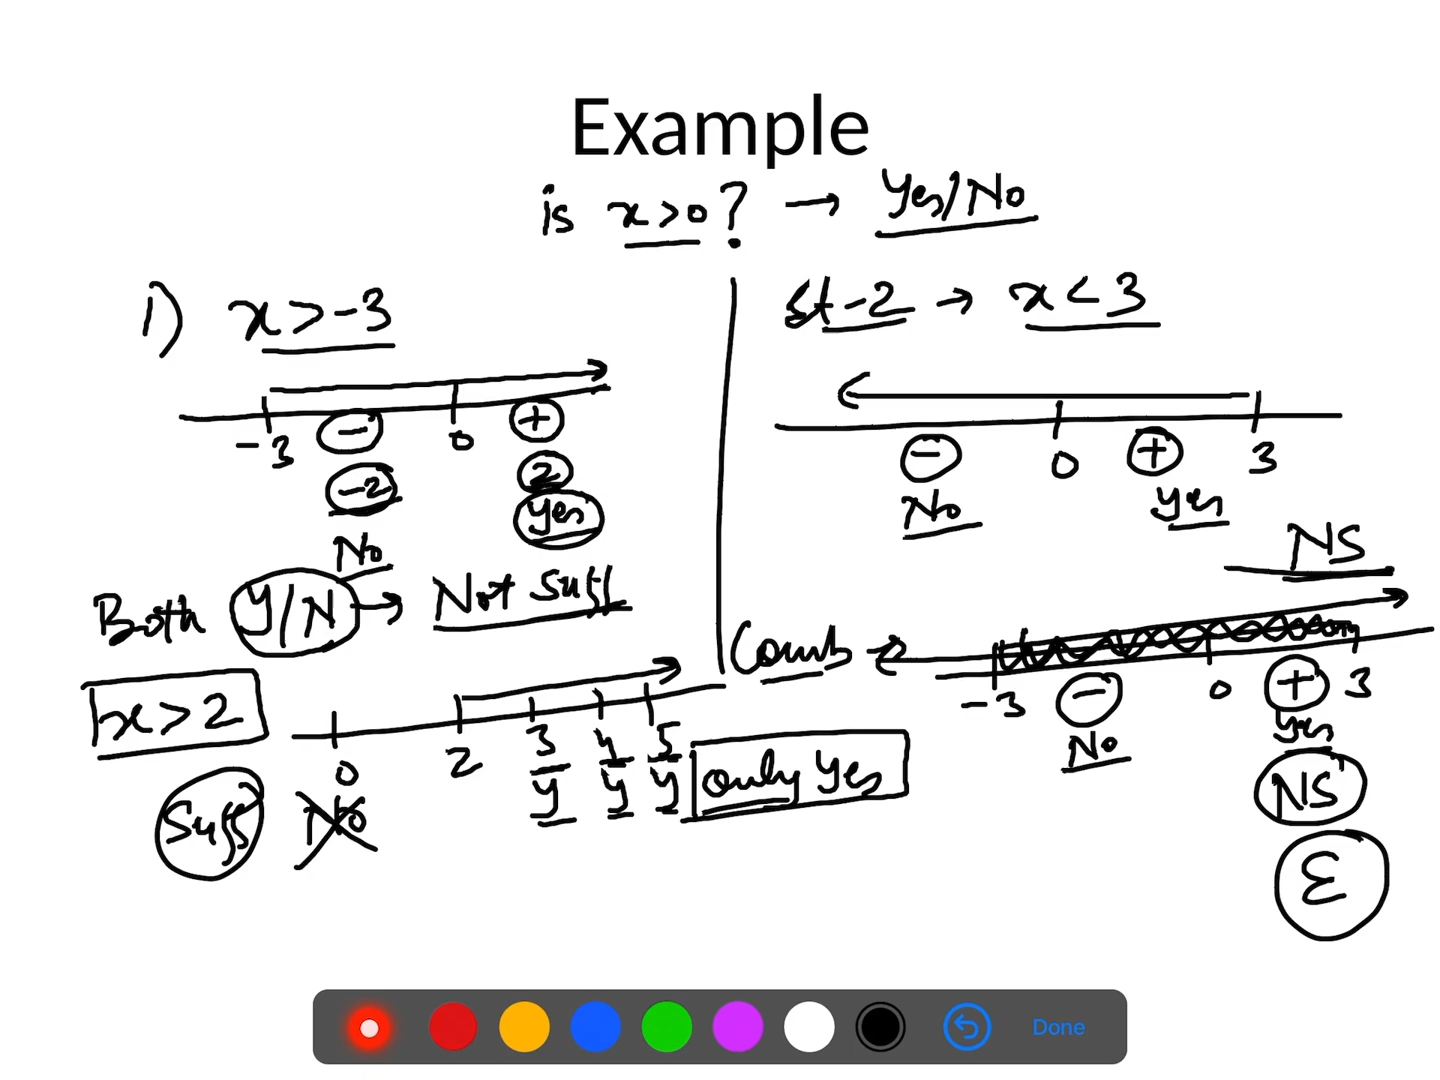 Example
is x>0? → Yes/No
1) x>-3
-3 - 0 +
-2 2
No Yes
Both Y/N → Not Suff
x>2
0 2 3 4 5
Y Y Y
only Yes
Suff No
St-2 → x<3
- 0 + 3
No Yes
NS
Comb
-3 - 0 + 3
No Yes
NS
E
Done